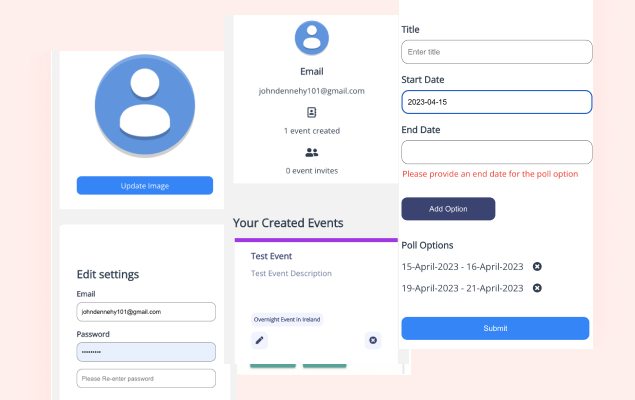 Update Image
Edit settings
Email
johndennehy101@gmail.com
Password
•••••••••
Please Re-enter password
Email
johndennehy101@gmail.com
1 event created
0 event invites
Your Created Events
Test Event
Test Event Description
Overnight Event in Ireland
Title
Enter title
Start Date
2023-04-15
End Date
Please provide an end date for the poll option
Add Option
Poll Options
15-April-2023 - 16-April-2023
19-April-2023 - 21-April-2023
Submit